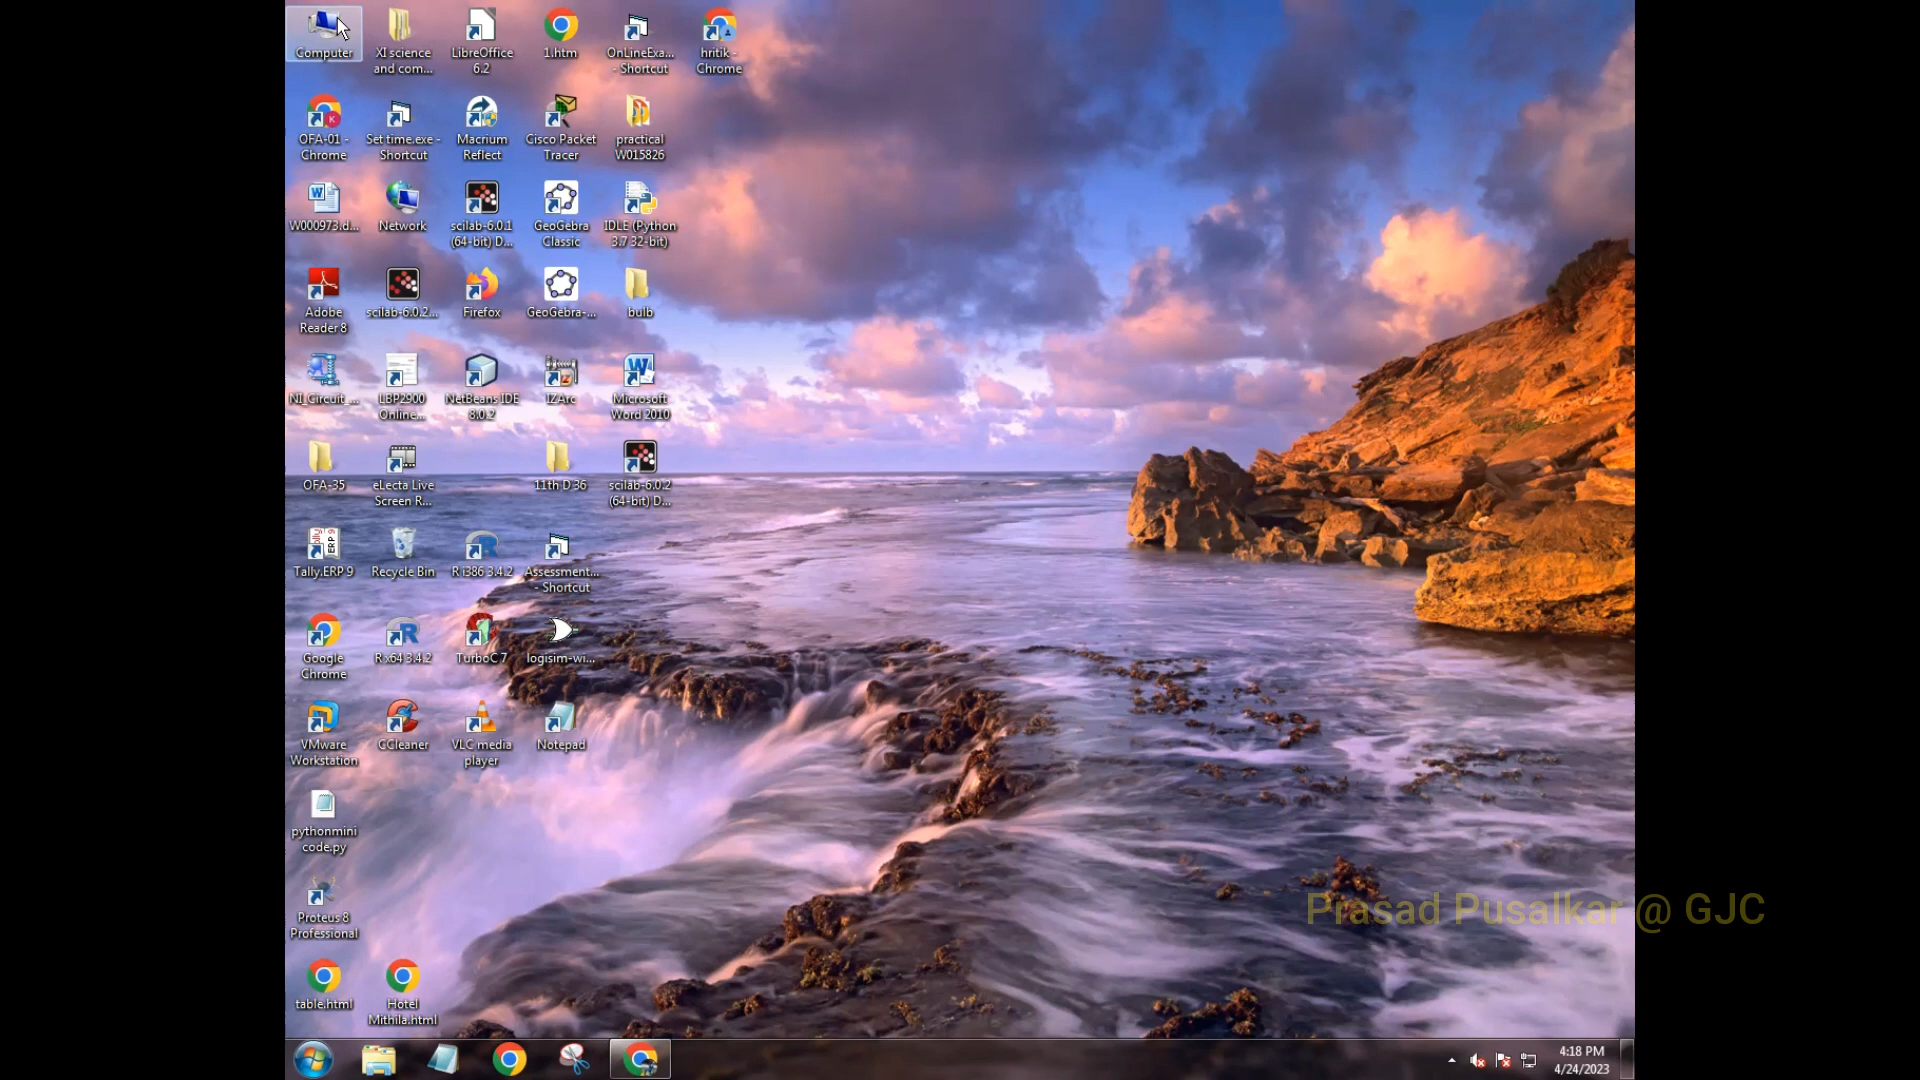 Computer
XI science
and com...
LibreOffice
6.2
1.htm
OnLineExa...
- Shortcut
hritik -
Chrome
OFA-01 -
Chrome
Set time.exe -
Shortcut
Macrium
Reflect
Cisco Packet
Tracer
practical
W015826
W000973.d...
Network
scilab-6.0.1
(64-bit) D...
GeoGebra
Classic
IDLE (Python
3.7 32-bit)
Adobe
Reader 8
scilab-6.0.2...
Firefox
GeoGebra-...
bulb
NI_Circuit_...
LBP2900
Online...
NetBeans IDE
8.0.2
IZArc
Microsoft
Word 2010
OFA-35
eLecta Live
Screen R...
11th D 36
scilab-6.0.2
(64-bit) D...
Tally.ERP 9
Recycle Bin
R i386 3.4.2
Assessment...
- Shortcut
Google
Chrome
R x64 3.4.2
TurboC 7
logisim-wi...
VMware
Workstation
CCleaner
VLC media
player
Notepad
pythonmini
code.py
Proteus 8
Professional
table.html
Hotel
Mithila.html
Prasad Pusalkar @ GJC
4:18 PM
4/24/2023